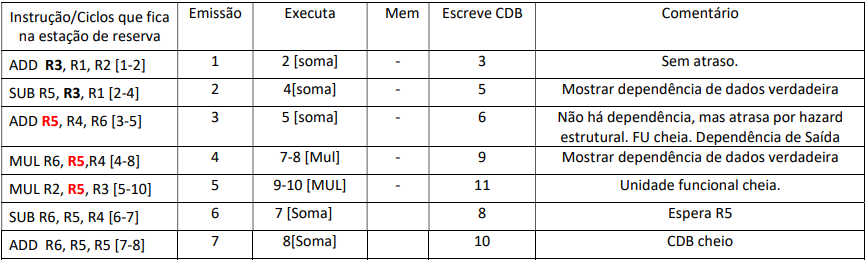 Instrução/Ciclos que fica na estação de reserva | Emissão | Executa | Mem | Escreve CDB | Comentário
ADD R3, R1, R2 [1-2] | 1 | 2 [soma] | - | 3 | Sem atraso.
SUB R5, R3, R1 [2-4] | 2 | 4[soma] | - | 5 | Mostrar dependência de dados verdadeira
ADD R5, R4, R6 [3-5] | 3 | 5 [soma] | - | 6 | Não há dependência, mas atrasa por hazard
estrutural. FU cheia. Dependência de Saída
MUL R6, R5,R4 [4-8] | 4 | 7-8 [Mul] | - | 9 | Mostrar dependência de dados verdadeira
MUL R2, R5, R3 [5-10] | 5 | 9-10 [MUL] | - | 11 | Unidade funcional cheia.
SUB R6, R5, R4 [6-7] | 6 | 7 [Soma] | 8 | Espera R5
ADD R6, R5, R5 [7-8] | 7 | 8[Soma] | 10 | CDB cheio